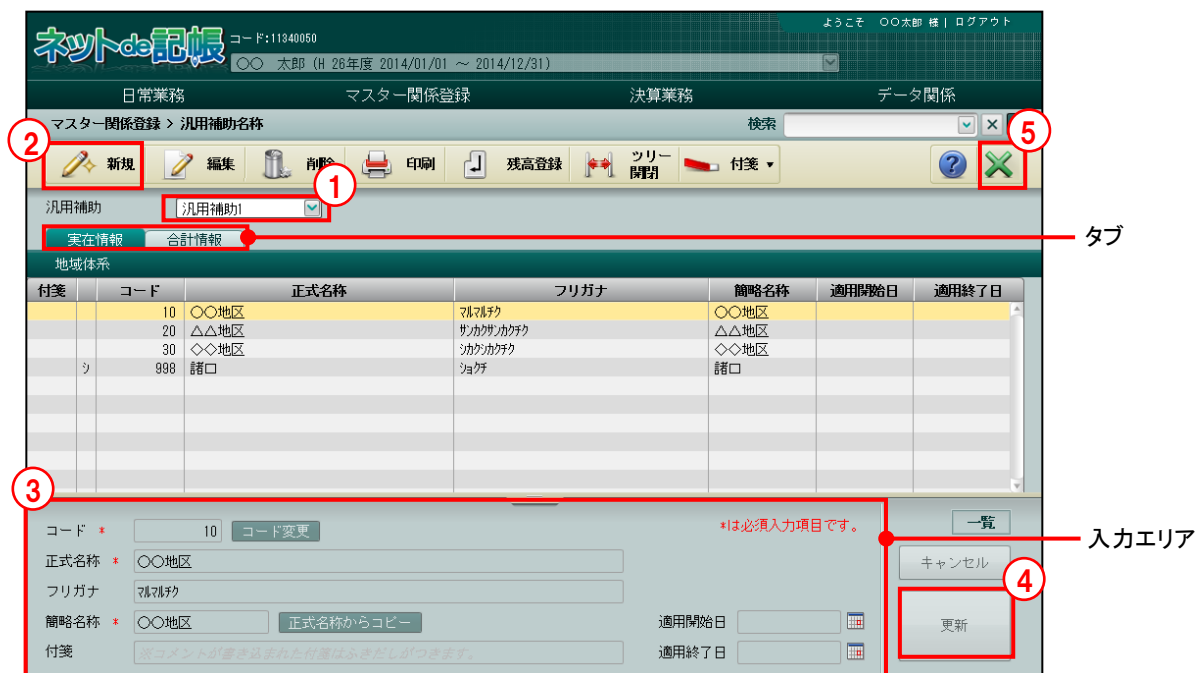 ようこそ 〇〇太郎 様 | ログアウト
ネットde記帳 コード:11340050
〇〇 太郎 (H 26年度 2014/01/01 ～ 2014/12/31)
日常業務 マスター関係登録 決算業務 データ関係
マスター関係登録 > 汎用補助名称 検索
② 新規 編集 削除 印刷 残高登録 ツリー開閉 付箋 ⑤
汎用補助 汎用補助1 ①
実在情報 合計情報 タブ
地域体系
付箋 コード 正式名称 フリガナ 簡略名称 適用開始日 適用終了日
10 〇〇地区 ﾏﾙﾏﾙﾁｸ 〇〇地区
20 △△地区 ｻﾝｶｸｻﾝｶｸﾁｸ △△地区
30 ◇◇地区 ｼｶｸｼｶｸﾁｸ ◇◇地区
シ 998 諸口 ｼｮｸﾁ 諸口
③
コード * 10 コード変更 *は必須入力項目です。 一覧
入力エリア
正式名称 * 〇〇地区 キャンセル
フリガナ ﾏﾙﾏﾙﾁｸ ④
簡略名称 * 〇〇地区 正式名称からコピー 適用開始日 更新
付箋 ※コメントが書き込まれた付箋はふきだしがつきます。 適用終了日